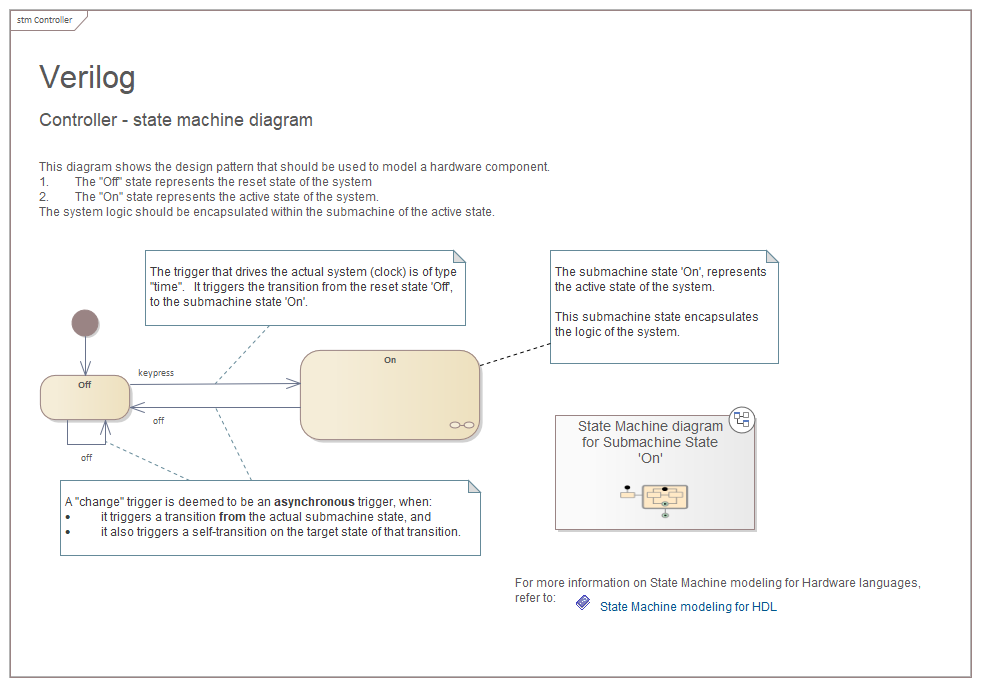 stm Controller
Verilog
Controller - state machine diagram
This diagram shows the design pattern that should be used to model a hardware component.
1. The "Off" state represents the reset state of the system
2. The "On" state represents the active state of the system.
The system logic should be encapsulated within the submachine of the active state.
The trigger that drives the actual system (clock) is of type
"time". It triggers the transition from the reset state 'Off',
to the submachine state 'On'.
The submachine state 'On', represents
the active state of the system.
This submachine state encapsulates
the logic of the system.
Off
keypress
On
off
off
State Machine diagram
for Submachine State
'On'
A "change" trigger is deemed to be an asynchronous trigger, when:
• it triggers a transition from the actual submachine state, and
• it also triggers a self-transition on the target state of that transition.
For more information on State Machine modeling for Hardware languages,
refer to: State Machine modeling for HDL